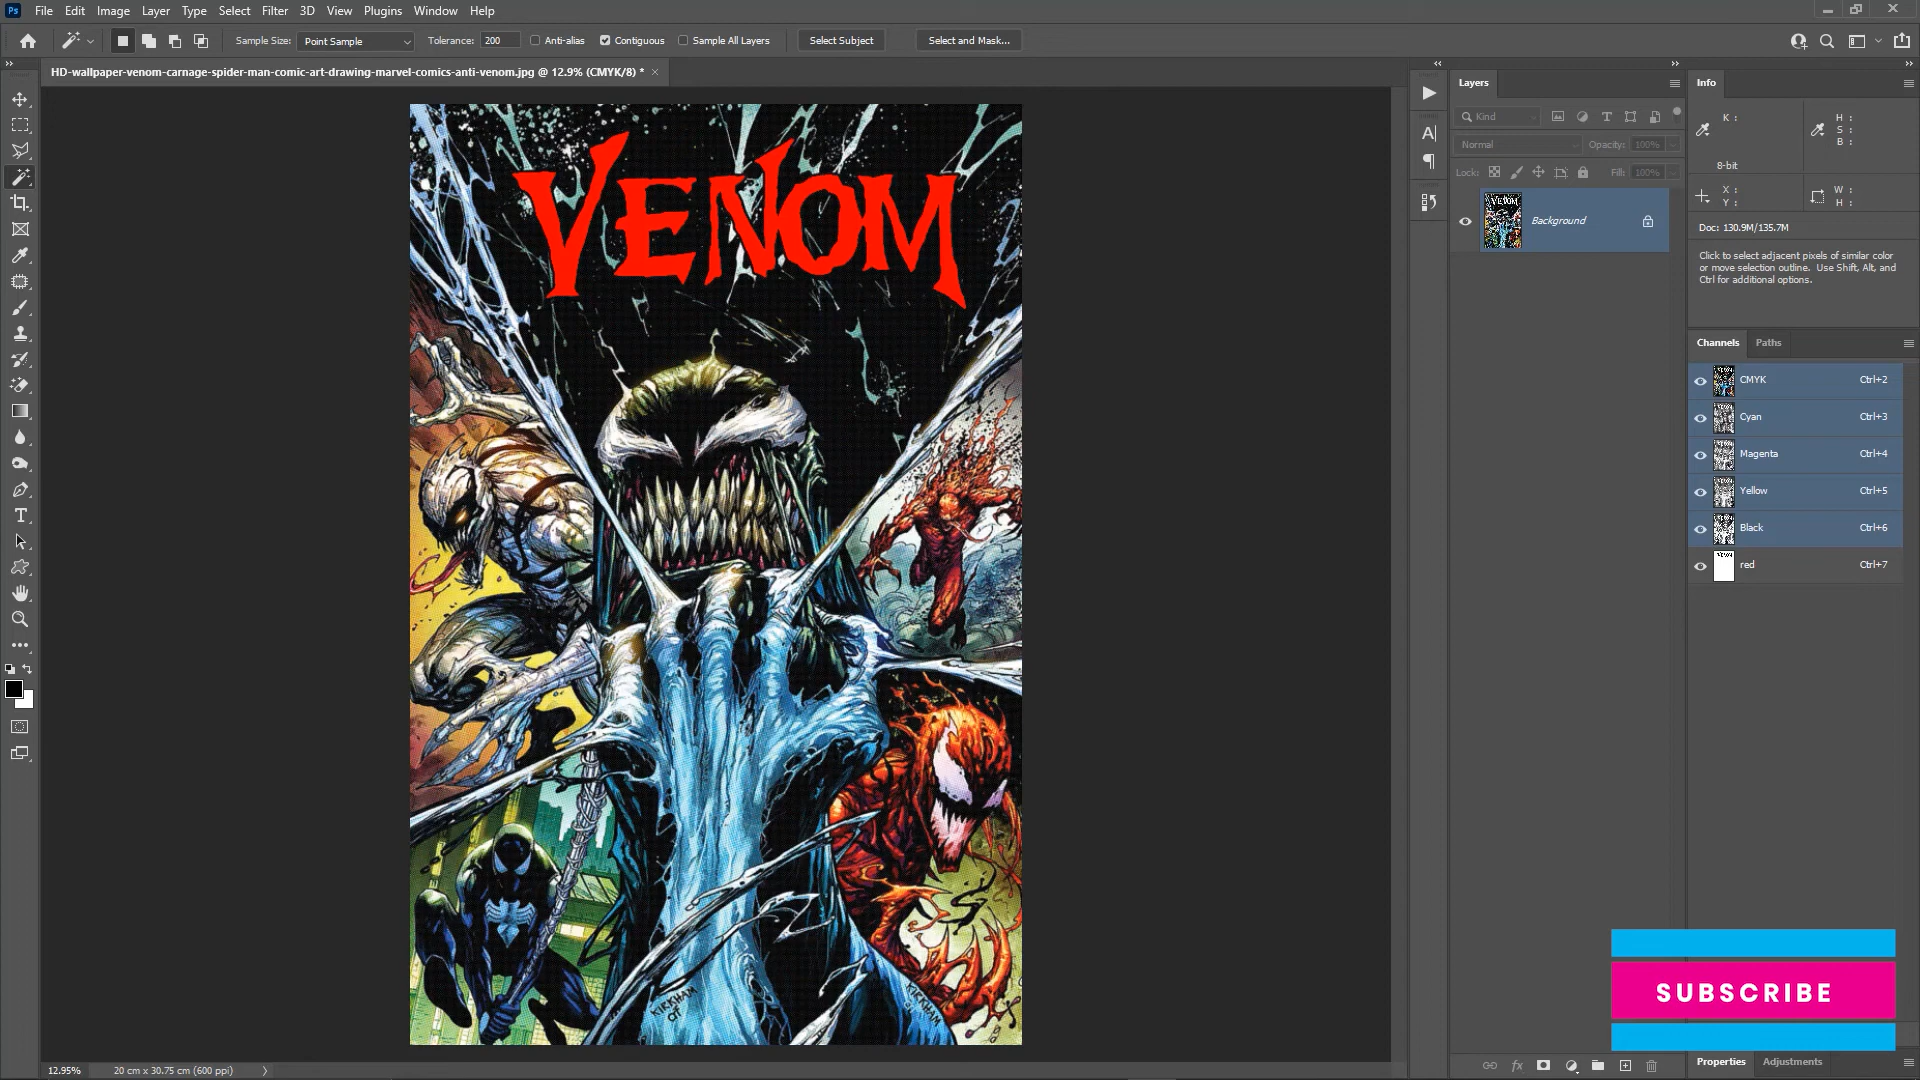 Ps File Edit Image Layer Type Select Filter 3D View Plugins Window Help
Sample Size: Point Sample Tolerance: 200 Anti-alias Contiguous Sample All Layers Select Subject Select and Mask...
HD-wallpaper-venom-carnage-spider-man-comic-art-drawing-marvel-comics-anti-venom.jpg @ 12.9% (CMYK/8) *
VENOM
KIRKHAM
KIRKHAM
12.95% 20 cm x 30.75 cm (600 ppi)
Layers
Kind
Normal Opacity: 100%
Lock: Fill: 100%
VENOM Background
Info
K : H :
S :
B :
8-bit
X : W :
Y : H :
Doc: 130.9M/135.7M
Click to select adjacent pixels of similar color
or move selection outline. Use Shift, Alt, and
Ctrl for additional options.
Channels Paths
CMYK Ctrl+2
Cyan Ctrl+3
Magenta Ctrl+4
Yellow Ctrl+5
Black Ctrl+6
red Ctrl+7
SUBSCRIBE
fx
Properties Adjustments